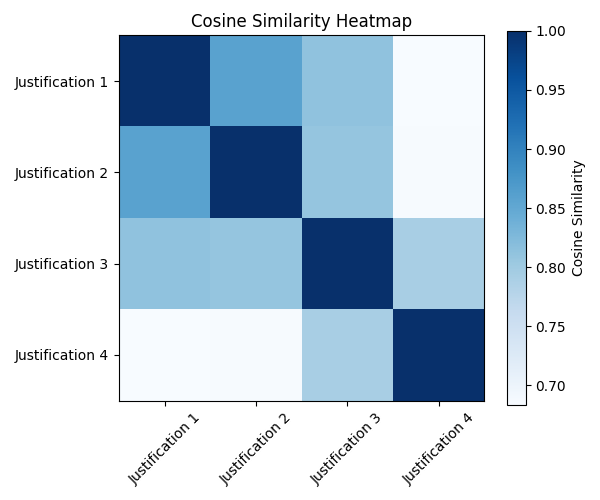 Cosine Similarity Heatmap
Justification 1
Justification 2
Justification 3
Justification 4
Justification 1
Justification 2
Justification 3
Justification 4
1.00
0.95
0.90
0.85
0.80
0.75
0.70
Cosine Similarity